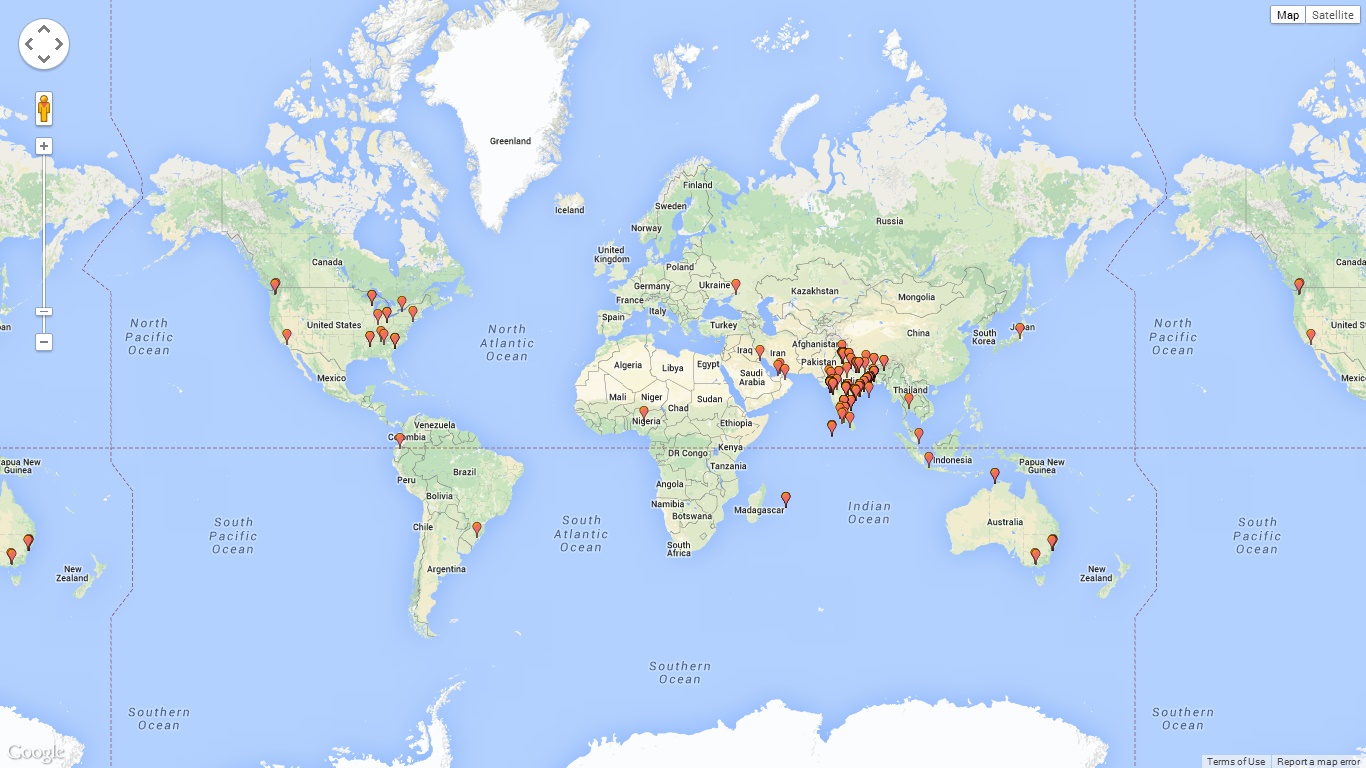 Map
Satellite
Greenland
Finland
Iceland
Sweden
Russia
Norway
United
Kingdom
Canada
Canada
Poland
Germany
Ukraine
Kazakhstan
France
Mongolia
Italy
Spain
United States
United S
North
Pacific
Ocean
North
Atlantic
Ocean
Turkey
China
South
Korea
Japan
North
Pacific
Ocean
pan
Afghanistan
Iraq
Iran
Pakistan
Algeria
Libya
Egypt
Saudi
Arabia
Mexico
Mexico
Thailand
Mali
Niger
Chad
Sudan
Nigeria
Ethiopia
Venezuela
Colombia
Kenya
DR Congo
Tanzania
Indonesia
Papua New
Guinea
apua New
Guinea
Brazil
Peru
Angola
Bolivia
Namibia
Botswana
Madagascar
Indian
Ocean
Australia
Chile
South
Pacific
Ocean
South
Atlantic
Ocean
South
Africa
South
Pacific
Ocean
New
Zealand
Argentina
New
Zealand
Southern
Ocean
Southern
Ocean
Southern
Ocean
Google
Terms of Use
Report a map error